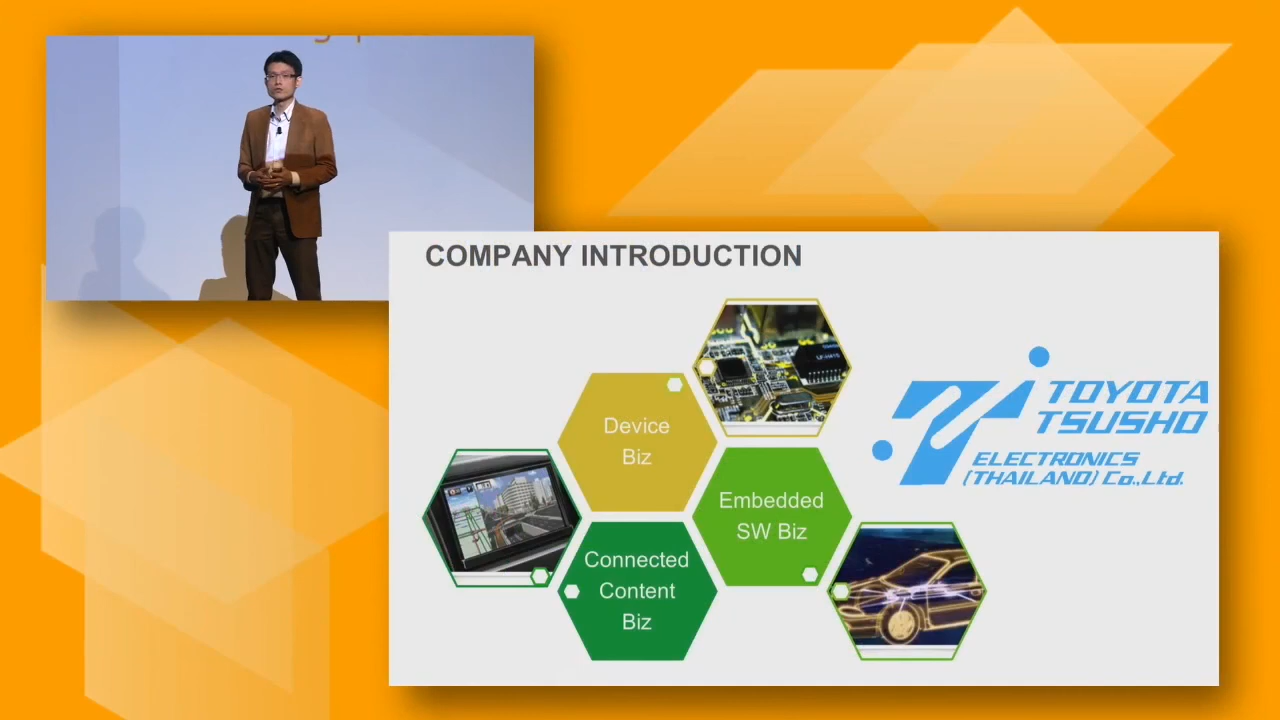 COMPANY INTRODUCTION
Device
Biz
Embedded
SW Biz
Connected
Content
Biz
TOYOTA
TSUSHO
ELECTRONICS
(THAILAND) Co.,Ltd.